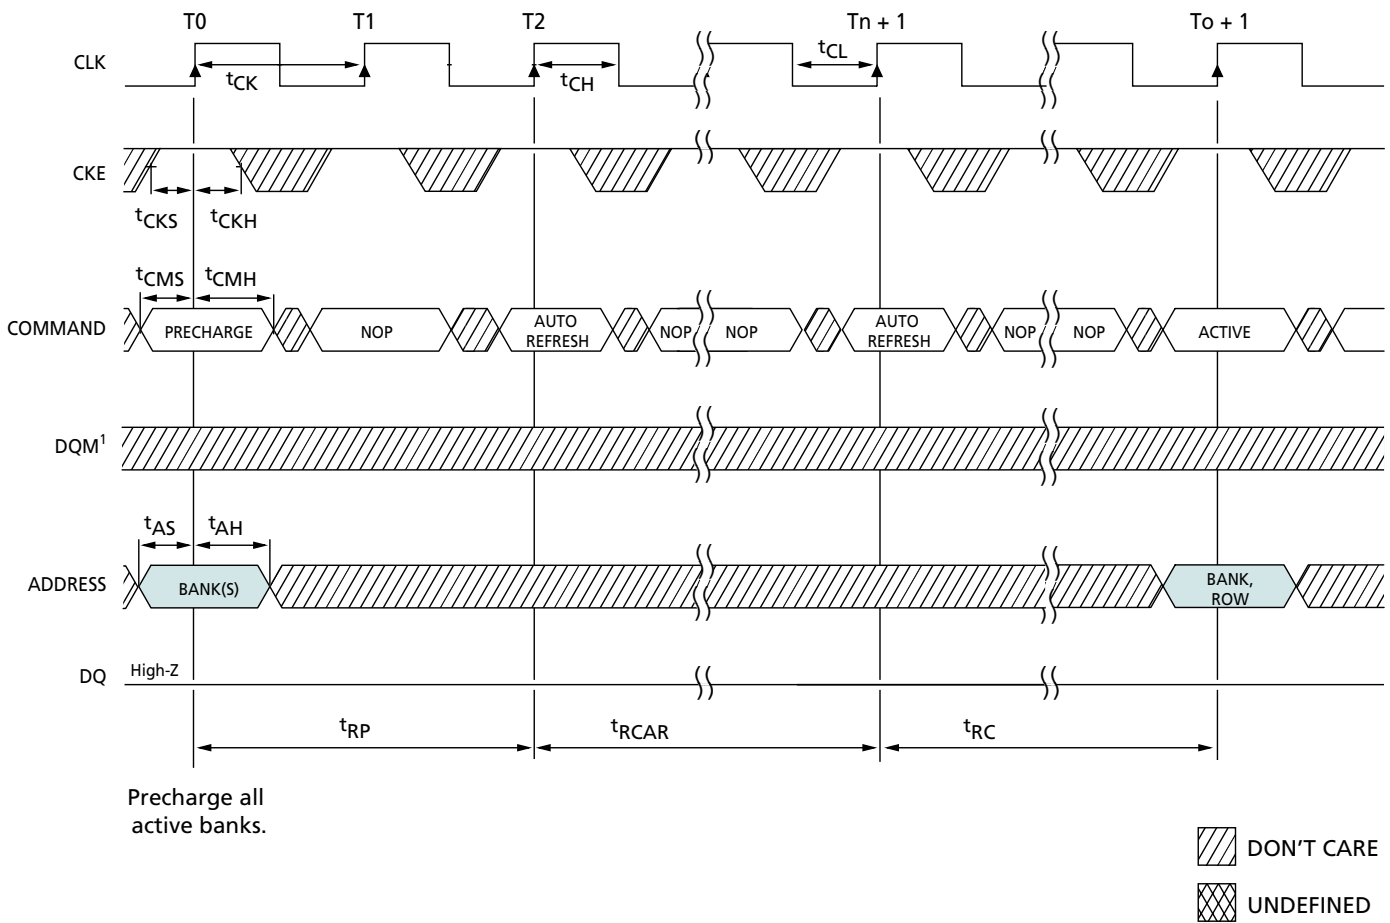 T0 T1 T2 Tn + 1 To + 1
CLK
tCK tCH tCL
CKE
tCKS tCKH
tCMS tCMH
COMMAND PRECHARGE NOP AUTO REFRESH NOP NOP AUTO REFRESH NOP NOP ACTIVE
DQM1
tAS tAH
ADDRESS BANK(S) BANK, ROW
DQ High-Z
tRP tRCAR tRC
Precharge all
active banks.
DON'T CARE
UNDEFINED